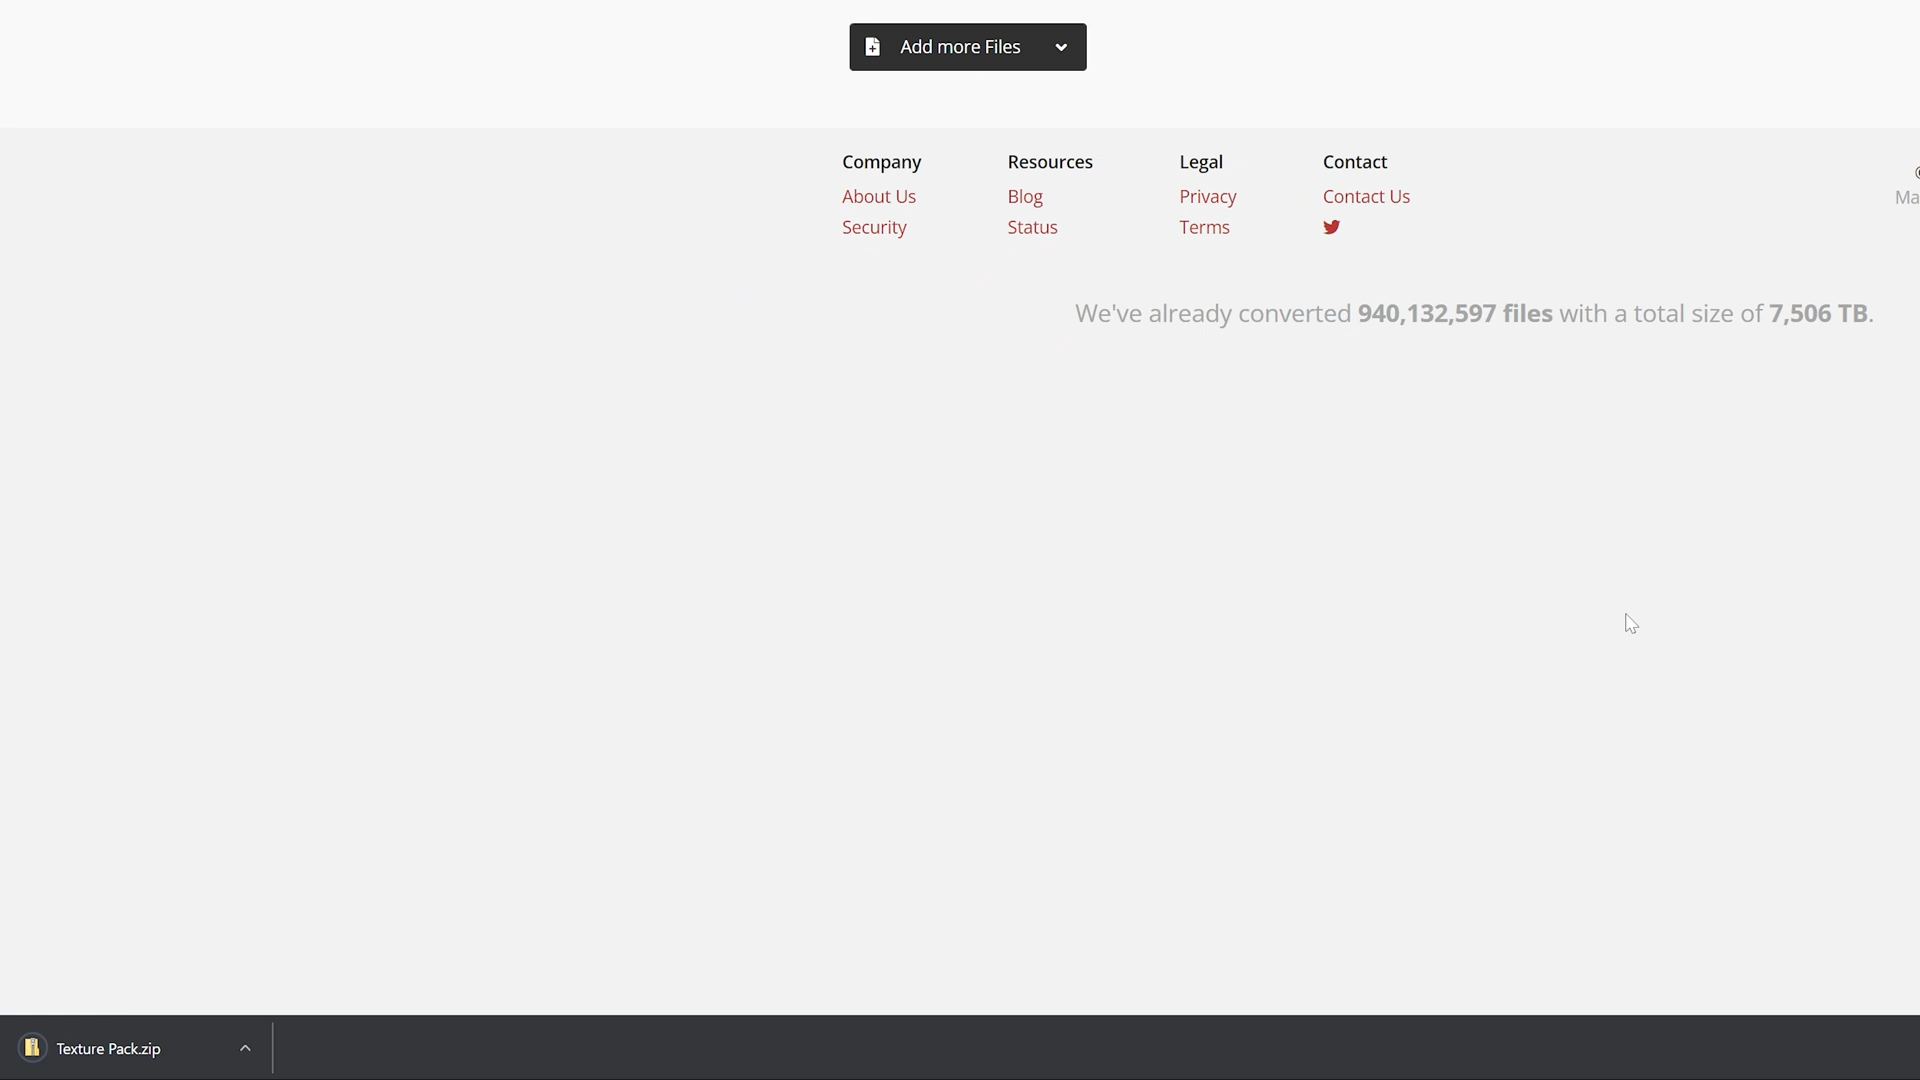 Add more Files
Company
Resources
Legal
Contact
About Us
Blog
Privacy
Contact Us
Security
Status
Terms
We've already converted 940,132,597 files with a total size of 7,506 TB.
Texture Pack.zip